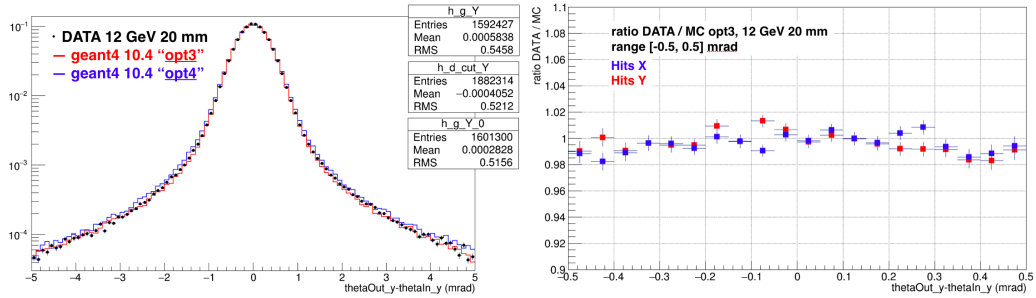 h_g_Y
Entries 1592427
Mean 0.0005838
RMS 0.5458
h_d_cut_Y
Entries 1882314
Mean −0.0004052
RMS 0.5212
h_g_Y_0
Entries 1601300
Mean 0.0002828
RMS 0.5156
DATA 12 GeV 20 mm
geant4 10.4 “opt3”
geant4 10.4 “opt4”
10−1
10−2
10−3
10−4
−5 −4 −3 −2 −1 0 1 2 3 4 5
thetaOut_y-thetaIn_y (mrad)
ratio DATA / MC
1.1
1.08
1.06
1.04
1.02
1
0.98
0.96
0.94
0.92
0.9
ratio DATA / MC opt3, 12 GeV 20 mm
range [-0.5, 0.5] mrad
Hits X
Hits Y
−0.5 −0.4 −0.3 −0.2 −0.1 0 0.1 0.2 0.3 0.4 0.5
thetaOut_y-thetaIn_y (mrad)